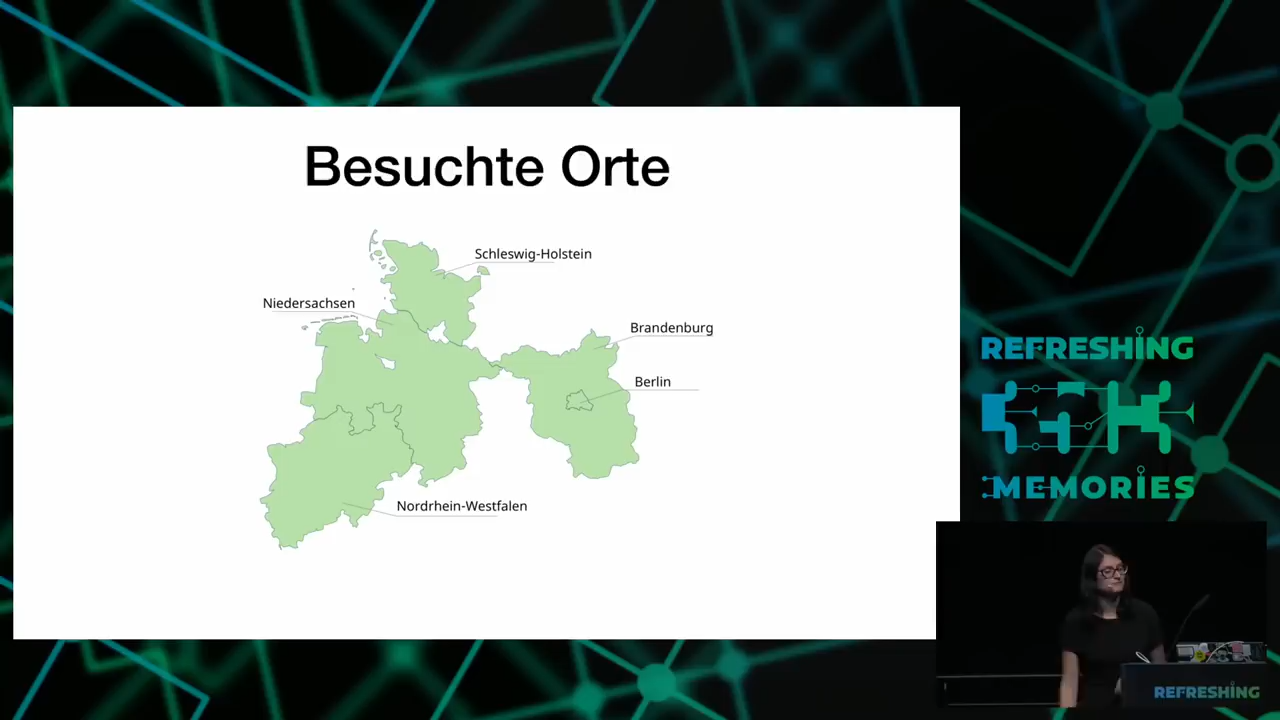 Besuchte Orte
Schleswig-Holstein
Niedersachsen
Brandenburg
Berlin
Nordrhein-Westfalen
REFRESHING
MEMORIES
REFRESHING